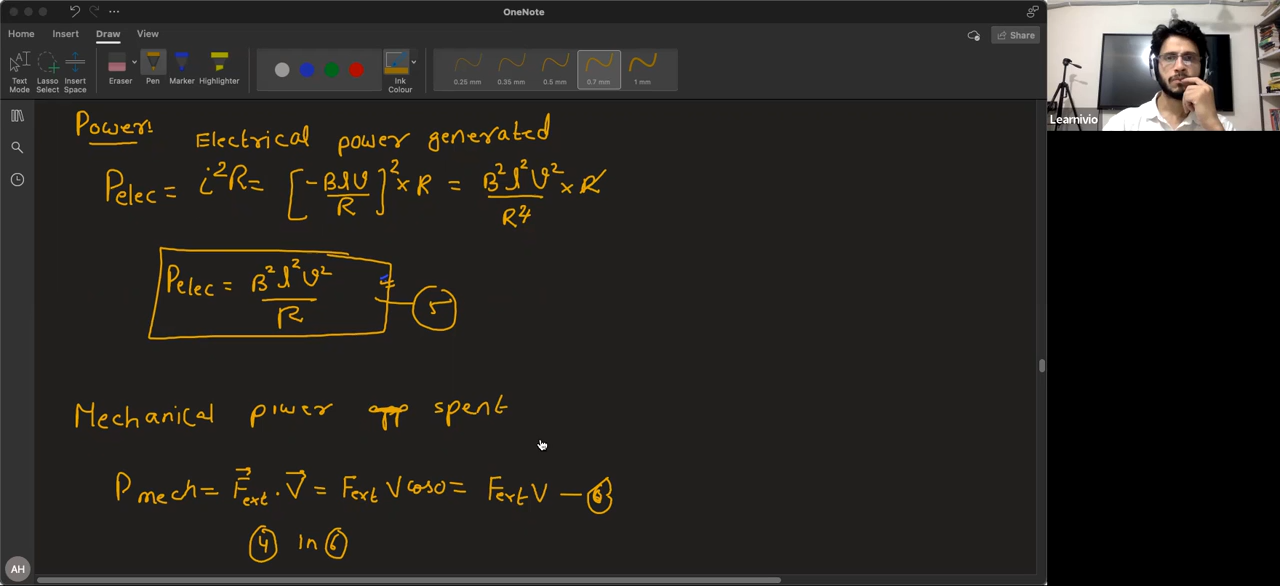 OneNote
Home Insert Draw View
Share
Text Mode Lasso Select Insert Space Eraser Pen Marker Highlighter Ink Colour 0.25 mm 0.35 mm 0.5 mm 0.7 mm 1 mm
Learnivio
Power: Electrical power generated
Pelec = i²R = [-Blv/R]² × R = B²l²v²/R² × R
Pelec = B²l²v²/R — 5
Mechanical power app spent
Pmech = F⃗ext · V⃗ = Fext V cos0 = Fext V — 6
4 in 6
AH